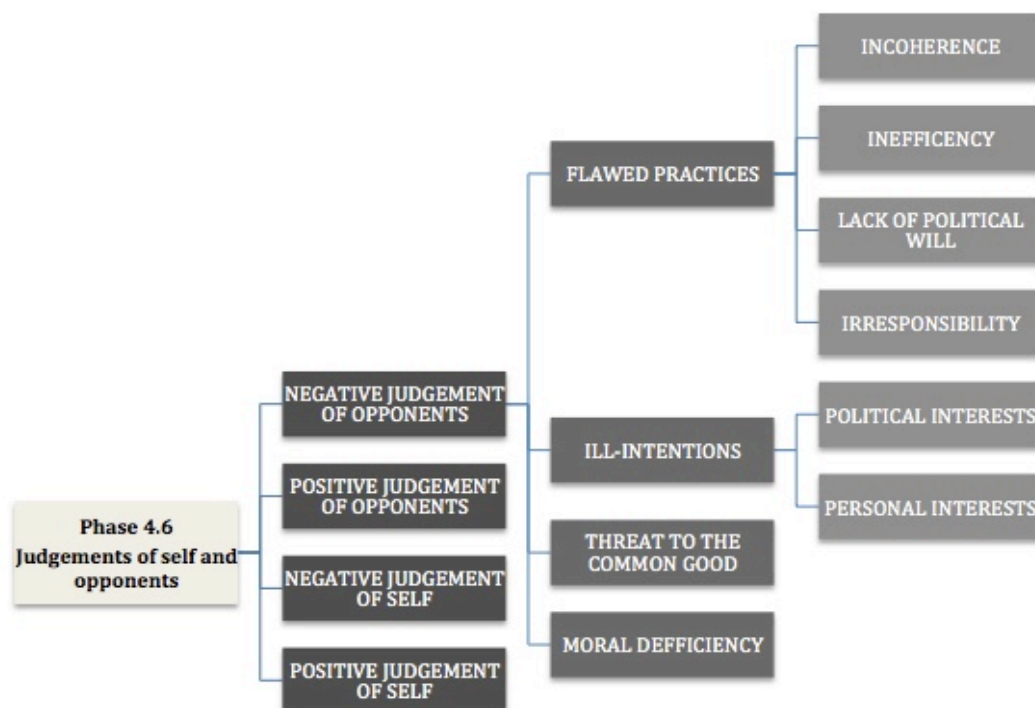 Phase 4.6
Judgements of self and
opponents
NEGATIVE JUDGEMENT
OF OPPONENTS
POSITIVE JUDGEMENT
OF OPPONENTS
NEGATIVE JUDGEMENT
OF SELF
POSITIVE JUDGEMENT
OF SELF
FLAWED PRACTICES
ILL-INTENTIONS
THREAT TO THE
COMMON GOOD
MORAL DEFFICIENCY
INCOHERENCE
INEFFICENCY
LACK OF POLITICAL
WILL
IRRESPONSIBILITY
POLITICAL INTERESTS
PERSONAL INTERESTS